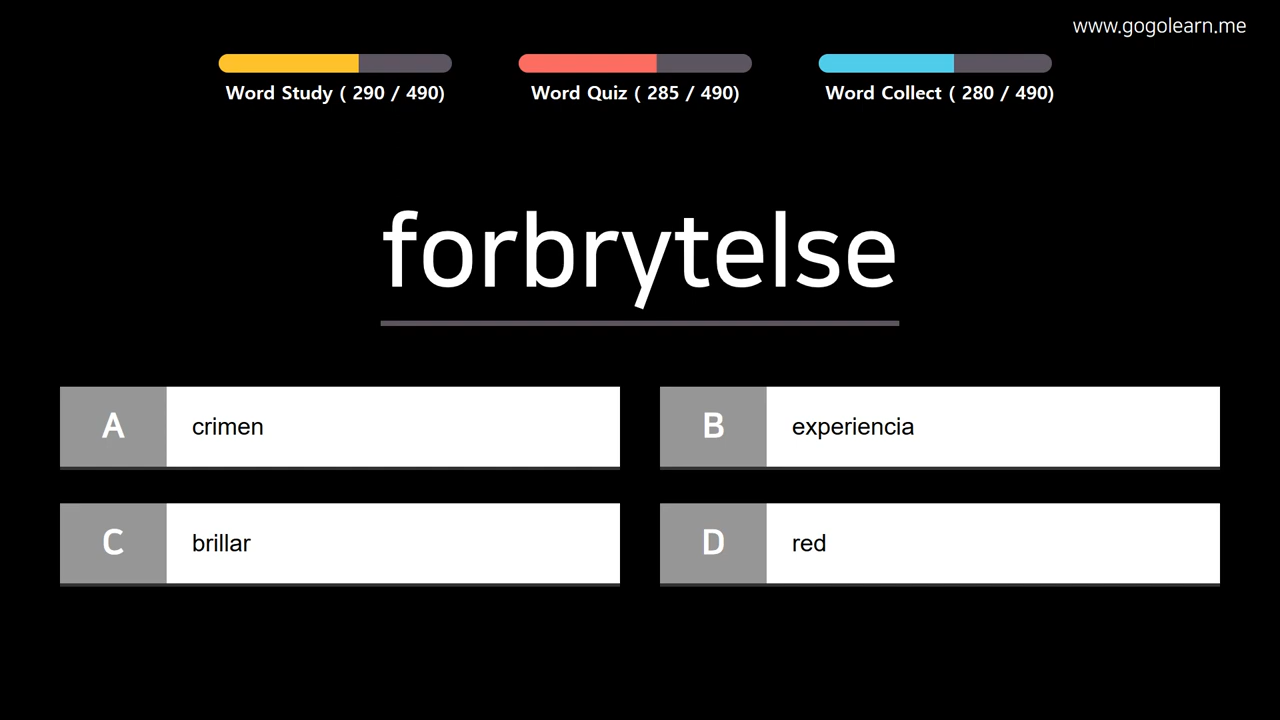 www.gogolearn.me
Word Study ( 290 / 490)
Word Quiz ( 285 / 490)
Word Collect ( 280 / 490)
forbrytelse
A crimen
B experiencia
C brillar
D red